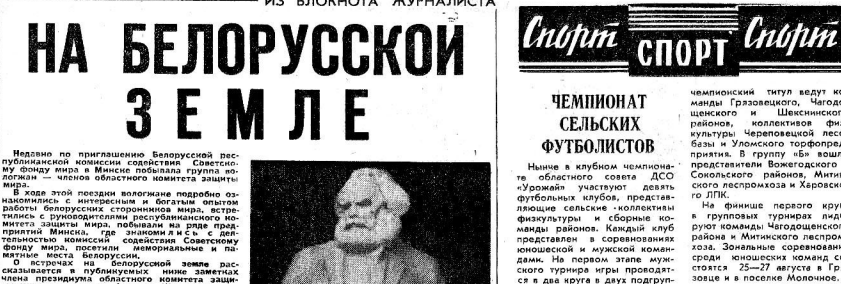 ИЗ БЛОКНОТА ЖУРНАЛИСТА
НА БЕЛОРУССКОЙ
ЗЕМЛЕ
Недавно по приглашению Белорусской рес-
публиканской комиссии содействия Советско-
му фонду мира в Минске побывала группа во-
логжан — членов областного комитета защиты
мира.
В ходе этой поездки вологжане подробно оз-
накомились с интересным и богатым опытом
работы белорусских сторонников мира, встре-
тились с руководителями республиканского ко-
митета защиты мира, побывали на ряде пред-
приятий Минска, где знакомились с дея-
тельностью комиссий содействия Советскому
фонду мира, посетили мемориальные и па-
мятные места Белоруссии.
О встречах на белорусской земле рас-
сказывается в публикуемых ниже заметках
члена президиума областного комитета защи-
Спорт СПОРТ Спорт
ЧЕМПИОНАТ
СЕЛЬСКИХ
ФУТБОЛИСТОВ
Нынче в клубном чемпиона-
те областного совета ДСО
«Урожай» участвуют девять
футбольных клубов, представ-
ляющие сельские коллективы
физкультуры и сборные ко-
манды районов. Каждый клуб
представлен в соревнованиях
юношеской и мужской коман-
дами. На первом этапе муж-
ского турнира игры проводят-
ся в два круга в двух подгруп-
чемпионский титул ведут ко
манды Грязовецкого, Чагодо
щенского и Шекснинског
районов, коллективов физ
культуры Череповецкой лесо
базы и Уломского торфопред
приятия. В группу «Б» вошл
представители Вожегодского
Сокольского районов, Мити
ского леспромхоза и Харовско
го ЛПК.
На финише первого круг
в групповых турнирах лиди
руют команды Чагодощенског
района и Митинского леспром
хоза. Зональные соревновани
среди юношеских команд со
стоятся 25—27 августа в Гря
зовце и в поселке Молочное.